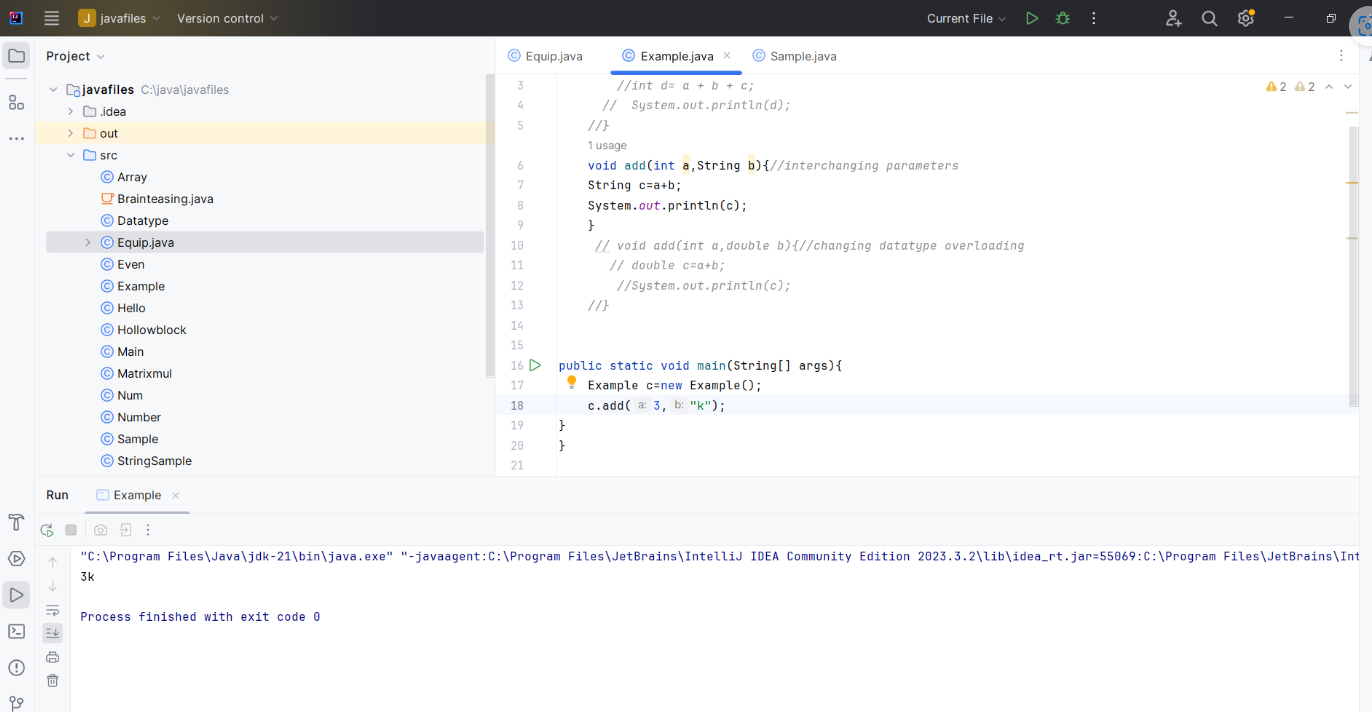 J javafiles Version control Current File
Project
Equip.java Example.java Sample.java
javafiles C:\java\javafiles
.idea
out
src
Array
Brainteasing.java
Datatype
Equip.java
Even
Example
Hello
Hollowblock
Main
Matrixmul
Num
Number
Sample
StringSample
2 2
3 //int d= a + b + c;
4 // System.out.println(d);
5 //}
1 usage
6 void add(int a,String b){//interchanging parameters
7 String c=a+b;
8 System.out.println(c);
9 }
10 // void add(int a,double b){//changing datatype overloading
11 // double c=a+b;
12 //System.out.println(c);
13 //}
14
15
16 public static void main(String[] args){
17 Example c=new Example();
18 c.add( a: 3, b: "k");
19 }
20 }
21
Run Example
"C:\Program Files\Java\jdk-21\bin\java.exe" "-javaagent:C:\Program Files\JetBrains\IntelliJ IDEA Community Edition 2023.3.2\lib\idea_rt.jar=55069:C:\Program Files\JetBrains\Int
3k
Process finished with exit code 0